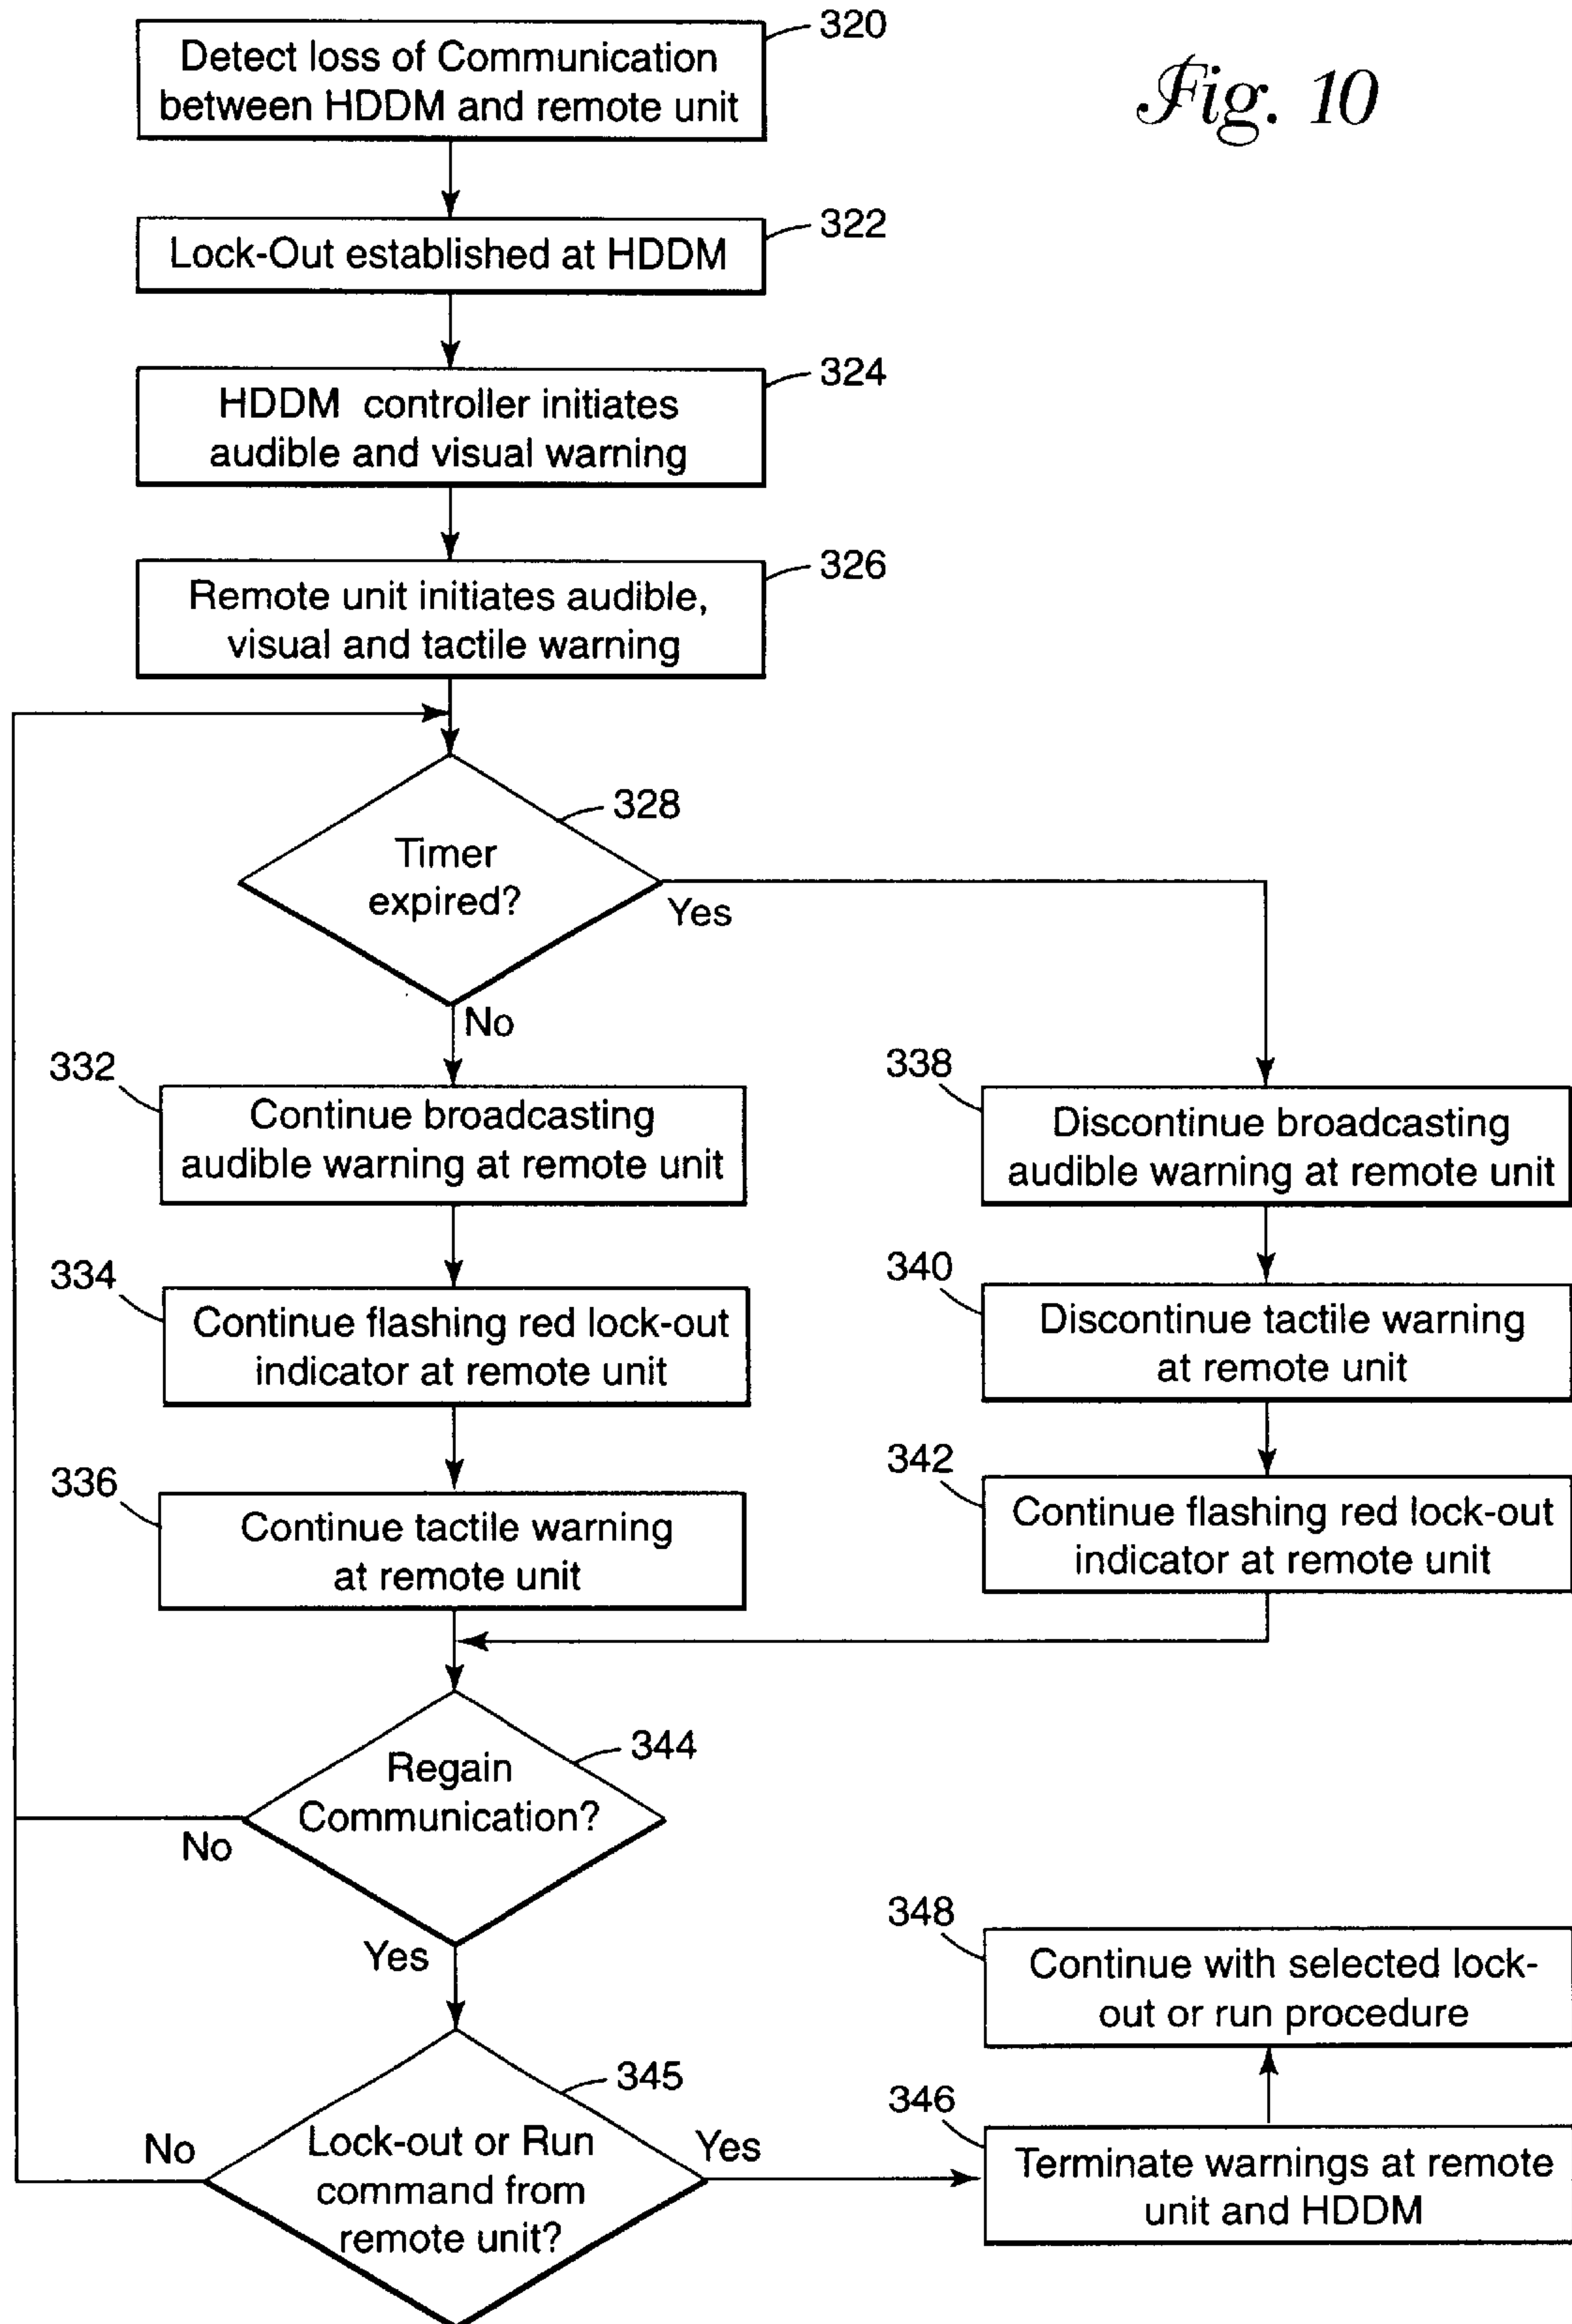 Fig. 10
320
Detect loss of Communication
between HDDM and remote unit
322
Lock-Out established at HDDM
324
HDDM controller initiates
audible and visual warning
326
Remote unit initiates audible,
visual and tactile warning
328
Timer
expired?
Yes
No
332
Continue broadcasting
audible warning at remote unit
334
Continue flashing red lock-out
indicator at remote unit
336
Continue tactile warning
at remote unit
338
Discontinue broadcasting
audible warning at remote unit
340
Discontinue tactile warning
at remote unit
342
Continue flashing red lock-out
indicator at remote unit
344
Regain
Communication?
No
Yes
345
Lock-out or Run
command from
remote unit?
No
Yes
346
Terminate warnings at remote
unit and HDDM
348
Continue with selected lock-
out or run procedure